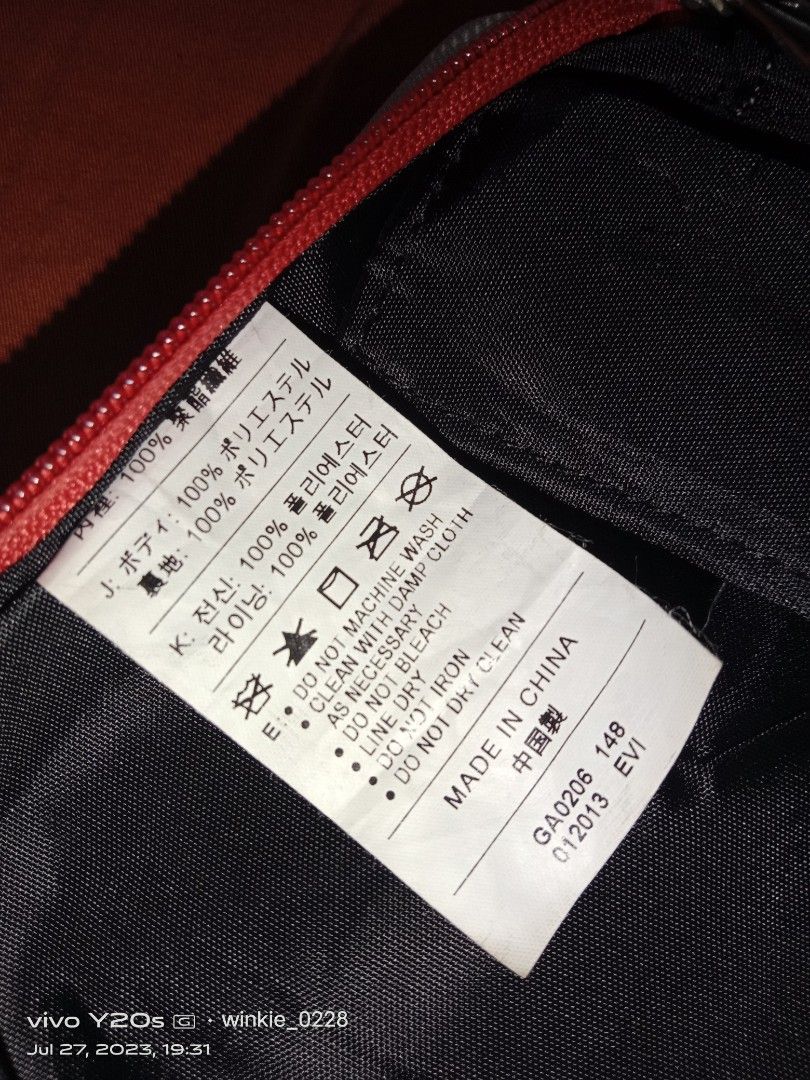 內裡: 100% 聚脂纖維
J: ボディ: 100% ポリエステル
裏地: 100% ポリエステル
K: 전신: 100% 폴리에스터
라이닝: 100% 폴리에스터
E: • DO NOT MACHINE WASH
• CLEAN WITH DAMP CLOTH
AS NECESSARY
• DO NOT BLEACH
• LINE DRY
• DO NOT IRON
• DO NOT DRY CLEAN
MADE IN CHINA
中国製
GA0206 148
012013 EVI
vivo Y20s G · winkie_0228
Jul 27, 2023, 19:31